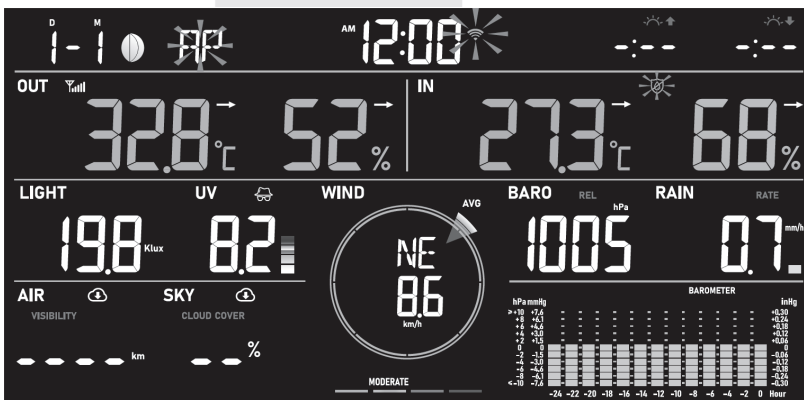 D M
1-1 AP AM 12:00 -:-- -:--
OUT IN
32.8 °C 52 % 27.3 °C 68 %
LIGHT UV WIND AVG BARO REL RAIN RATE
19.8 Klux 8.2 NE 1005 hPa 0.7 mm/h
8.6
km/h
AIR SKY
VISIBILITY CLOUD COVER
---- km -- %
MODERATE
BAROMETER
hPa mmHg inHg
≥+10 +7.6 +0.30
+8 +6.1 +0.24
+6 +4.6 +0.18
+4 +3.0 +0.12
+2 +1.5 +0.06
0 0 0
-2 -1.5 -0.06
-4 -3.0 -0.12
-6 -4.6 -0.18
-8 -6.1 -0.24
≤-10 -7.6 -0.30
-24 -22 -20 -18 -16 -14 -12 -10 -8 -6 -4 -2 0 Hour